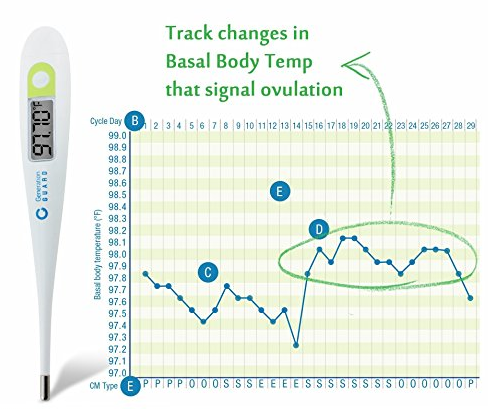 Track changes in
Basal Body Temp
that signal ovulation
97.70°F
Generation
GUARD
Cycle Day B 1 2 3 4 5 6 7 8 9 10 11 12 13 14 15 16 17 18 19 20 21 22 23 24 25 26 27 28 29
Basal body temperature (°F)
99.0
98.9
98.8
98.7
98.6
98.5
98.4
98.3
98.2
98.1
98.0
97.9
97.8
97.7
97.6
97.5
97.4
97.3
97.2
97.1
97.0
E
D
C
CM Type E P P P P O O O S S S E E E E S S S S S S S S O O O O O O P